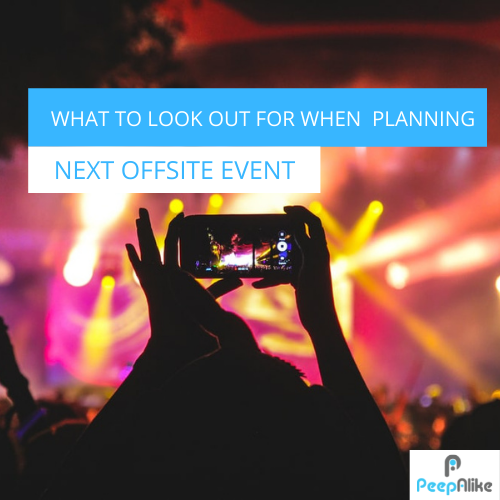 WHAT TO LOOK OUT FOR WHEN PLANNING
NEXT OFFSITE EVENT
PeepAlike